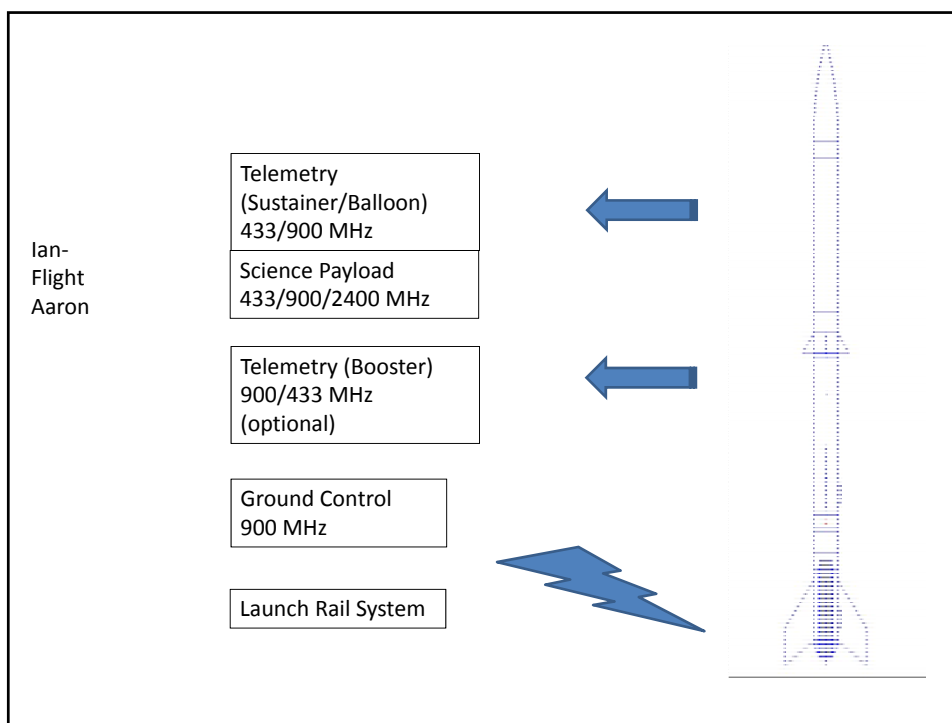 Ian-
Flight
Aaron
Telemetry
(Sustainer/Balloon)
433/900 MHz
Science Payload
433/900/2400 MHz
Telemetry (Booster)
900/433 MHz
(optional)
Ground Control
900 MHz
Launch Rail System